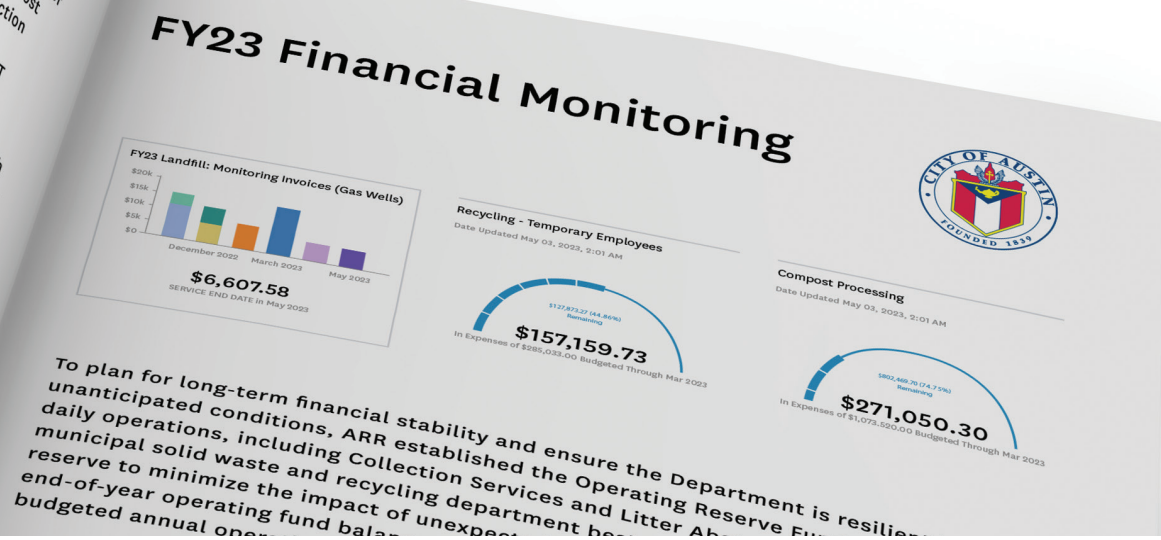 ction
FY23 Financial Monitoring
CITY OF AUSTIN
FOUNDED 1839
FY23 Landfill: Monitoring Invoices (Gas Wells)
$20k
$15k
$10k
$5k
$0
December 2022
March 2023
May 2023
$6,607.58
SERVICE END DATE in May 2023
Recycling - Temporary Employees
Date Updated May 03, 2023, 2:01 AM
$127,873.27 (44.86%)
Remaining
$157,159.73
In Expenses of $285,033.00 Budgeted Through Mar 2023
Compost Processing
Date Updated May 03, 2023, 2:01 AM
$802,469.70 (74.75%)
Remaining
$271,050.30
In Expenses of $1,073,520.00 Budgeted Through Mar 2023
To plan for long-term financial stability and ensure the Department is resilient
unanticipated conditions, ARR established the Operating Reserve
daily operations, including Collection Services and Litter
municipal solid waste and recycling department
reserve to minimize the impact of
end-of-year operating fund
budgeted annual